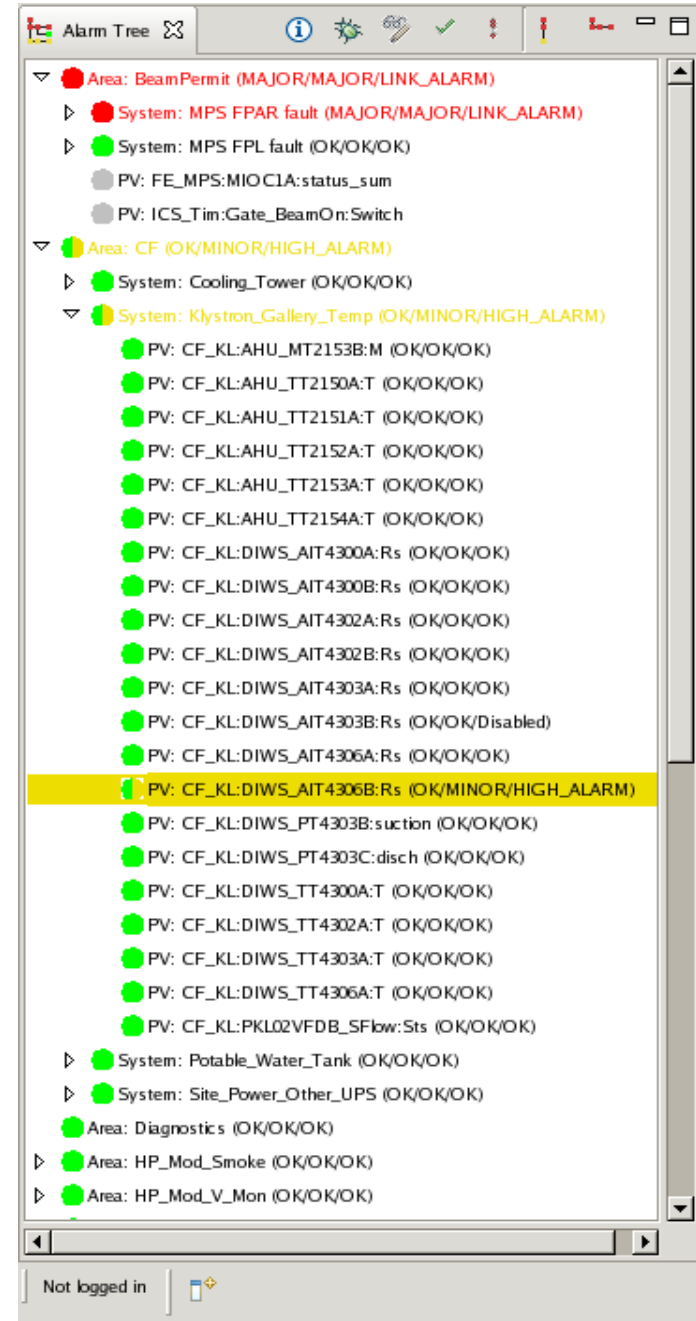 Alarm Tree
Area: BeamPermit (MAJOR/MAJOR/LINK_ALARM)
System: MPS FPAR fault (MAJOR/MAJOR/LINK_ALARM)
System: MPS FPL fault (OK/OK/OK)
PV: FE_MPS:MIOC1A:status_sum
PV: ICS_Tim:Gate_BeamOn:Switch
Area: CF (OK/MINOR/HIGH_ALARM)
System: Cooling_Tower (OK/OK/OK)
System: Klystron_Gallery_Temp (OK/MINOR/HIGH_ALARM)
PV: CF_KL:AHU_MT2153B:M (OK/OK/OK)
PV: CF_KL:AHU_TT2150A:T (OK/OK/OK)
PV: CF_KL:AHU_TT2151A:T (OK/OK/OK)
PV: CF_KL:AHU_TT2152A:T (OK/OK/OK)
PV: CF_KL:AHU_TT2153A:T (OK/OK/OK)
PV: CF_KL:AHU_TT2154A:T (OK/OK/OK)
PV: CF_KL:DIWS_AIT4300A:Rs (OK/OK/OK)
PV: CF_KL:DIWS_AIT4300B:Rs (OK/OK/OK)
PV: CF_KL:DIWS_AIT4302A:Rs (OK/OK/OK)
PV: CF_KL:DIWS_AIT4302B:Rs (OK/OK/OK)
PV: CF_KL:DIWS_AIT4303A:Rs (OK/OK/OK)
PV: CF_KL:DIWS_AIT4303B:Rs (OK/OK/Disabled)
PV: CF_KL:DIWS_AIT4306A:Rs (OK/OK/OK)
PV: CF_KL:DIWS_AIT4306B:Rs (OK/MINOR/HIGH_ALARM)
PV: CF_KL:DIWS_PT4303B:suction (OK/OK/OK)
PV: CF_KL:DIWS_PT4303C:disch (OK/OK/OK)
PV: CF_KL:DIWS_TT4300A:T (OK/OK/OK)
PV: CF_KL:DIWS_TT4302A:T (OK/OK/OK)
PV: CF_KL:DIWS_TT4303A:T (OK/OK/OK)
PV: CF_KL:DIWS_TT4306A:T (OK/OK/OK)
PV: CF_KL:PKL02VFDB_SFlow:Sts (OK/OK/OK)
System: Potable_Water_Tank (OK/OK/OK)
System: Site_Power_Other_UPS (OK/OK/OK)
Area: Diagnostics (OK/OK/OK)
Area: HP_Mod_Smoke (OK/OK/OK)
Area: HP_Mod_V_Mon (OK/OK/OK)
Not logged in